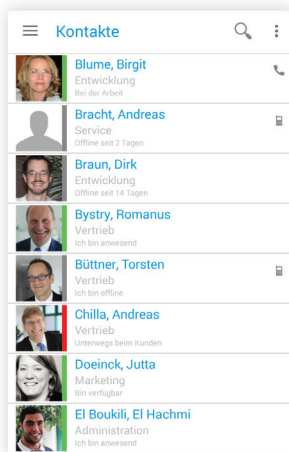 Kontakte
Blume, Birgit
Entwicklung
Bei der Arbeit
Bracht, Andreas
Service
Offline seit 2 Tagen
Braun, Dirk
Entwicklung
Offline seit 14 Tagen
Bystry, Romanus
Vertrieb
Ich bin anwesend
Büttner, Torsten
Vertrieb
Ich bin offline
Chilla, Andreas
Vertrieb
Unterwegs beim Kunden
Doeinck, Jutta
Marketing
Bin verfügbar
El Boukili, El Hachmi
Administration
Ich bin anwesend